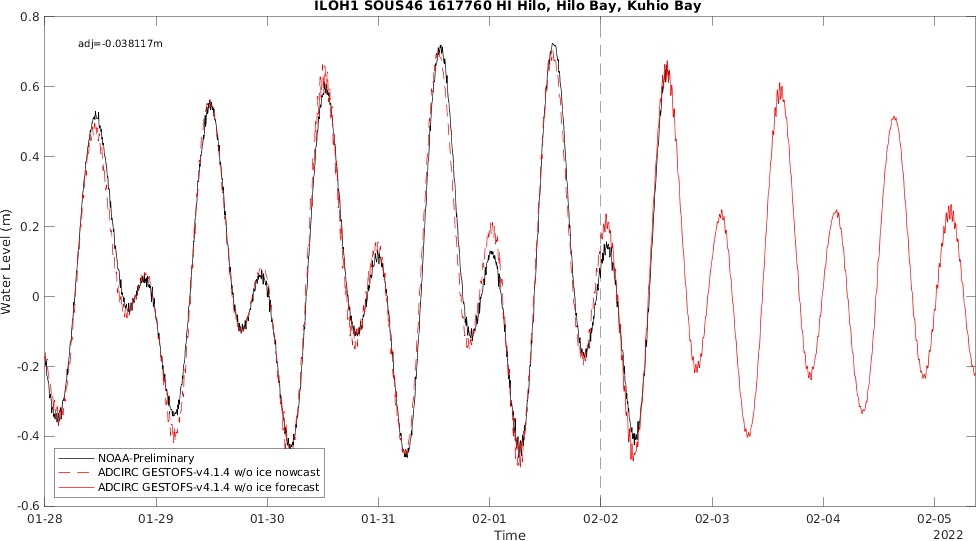 ILOH1 SOUS46 1617760 HI Hilo, Hilo Bay, Kuhio Bay
0.8
adj=-0.038117m
0.6
0.4
0.2
0
-0.2
-0.4
-0.6
Water Level (m)
NOAA-Preliminary
ADCIRC GESTOFS-v4.1.4 w/o ice nowcast
ADCIRC GESTOFS-v4.1.4 w/o ice forecast
01-28 01-29 01-30 01-31 02-01 02-02 02-03 02-04 02-05
Time
2022